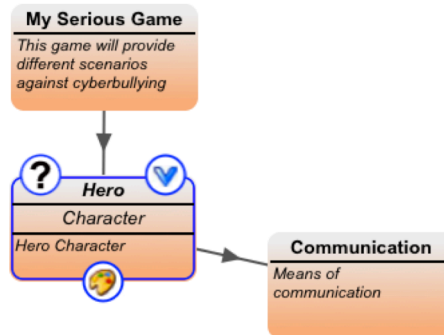 My Serious Game
This game will provide
different scenarios
against cyberbullying
?
Hero
Character
Hero Character
Communication
Means of
communication